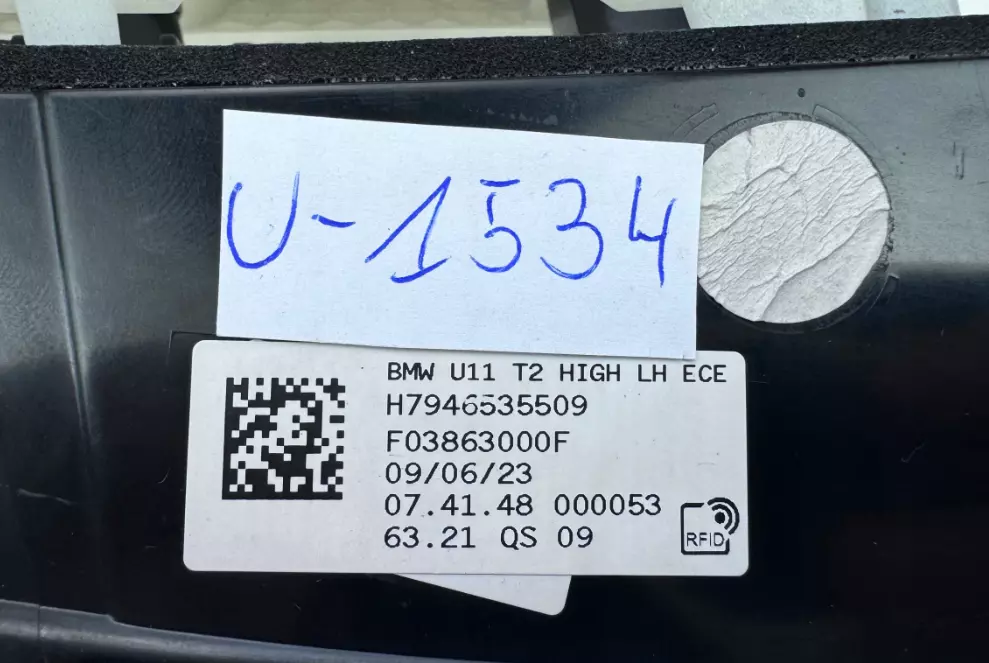 U-1534
BMW U11 T2 HIGH LH ECE
H7946535509
F03863000F
09/06/23
07.41.48 000053
63.21 QS 09
RFID